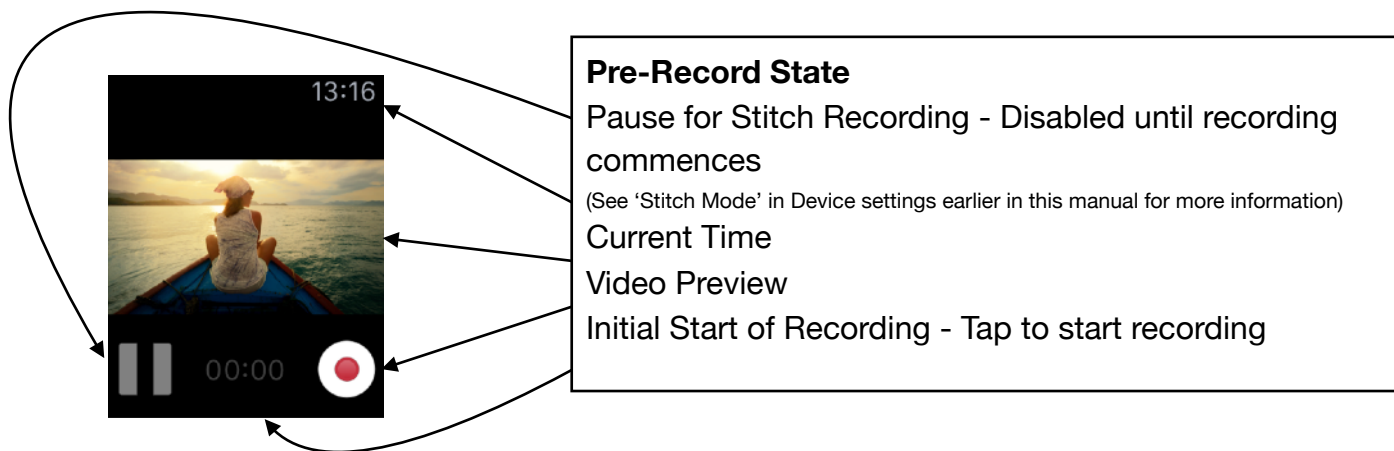 13:16
00:00
Pre-Record State
Pause for Stitch Recording - Disabled until recording
commences
(See ‘Stitch Mode’ in Device settings earlier in this manual for more information)
Current Time
Video Preview
Initial Start of Recording - Tap to start recording